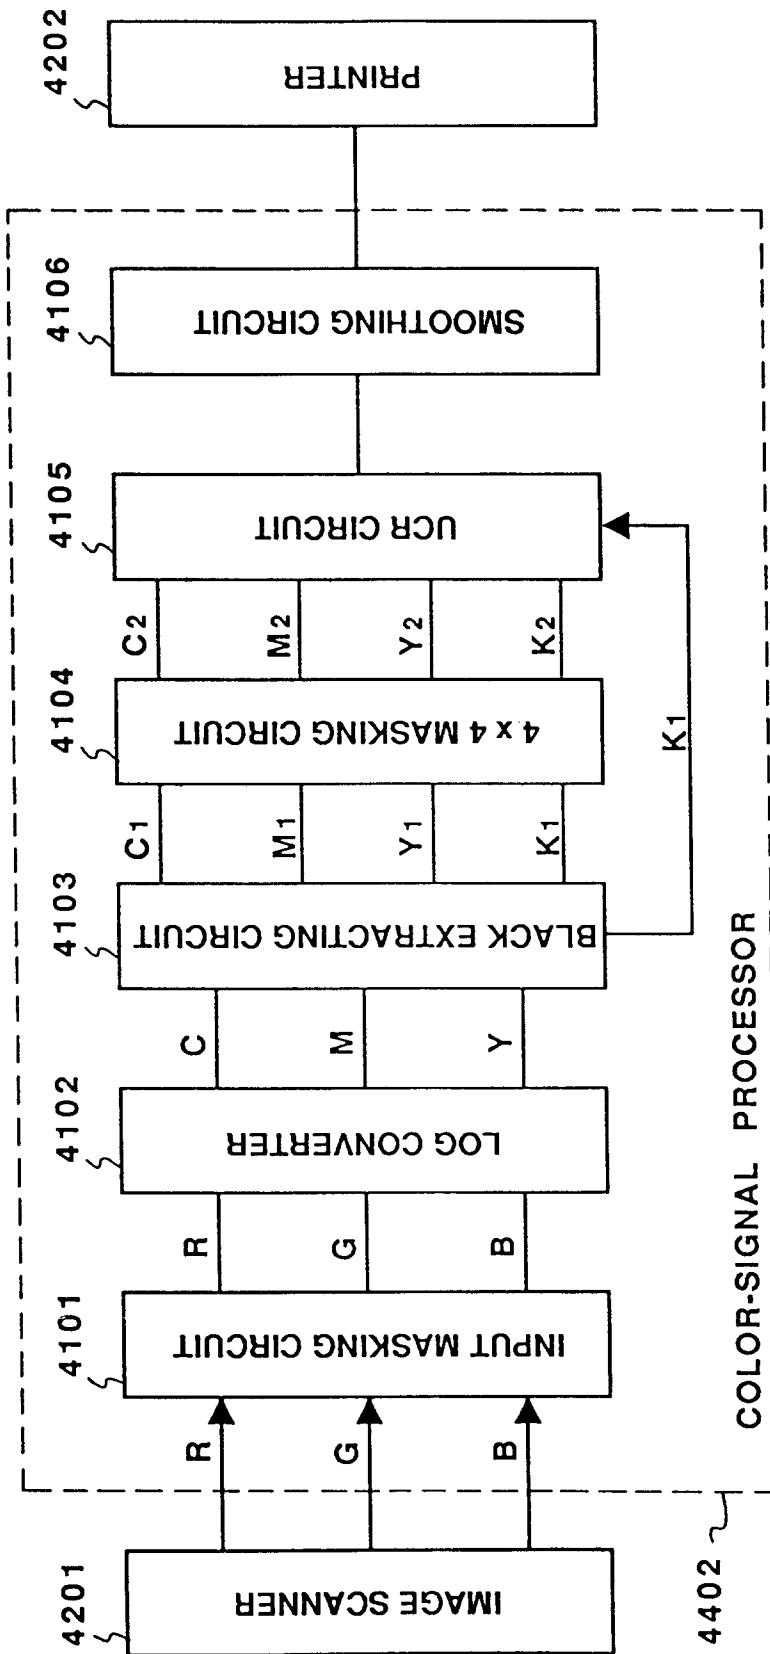 4201
IMAGE SCANNER
R
G
B
4101
INPUT MASKING CIRCUIT
R
G
B
4102
LOG CONVERTER
C
M
Y
4103
BLACK EXTRACTING CIRCUIT
C1
M1
Y1
K1
4104
4 x 4 MASKING CIRCUIT
C2
M2
Y2
K2
K1
4105
UCR CIRCUIT
4106
SMOOTHING CIRCUIT
4202
PRINTER
4402
COLOR-SIGNAL PROCESSOR